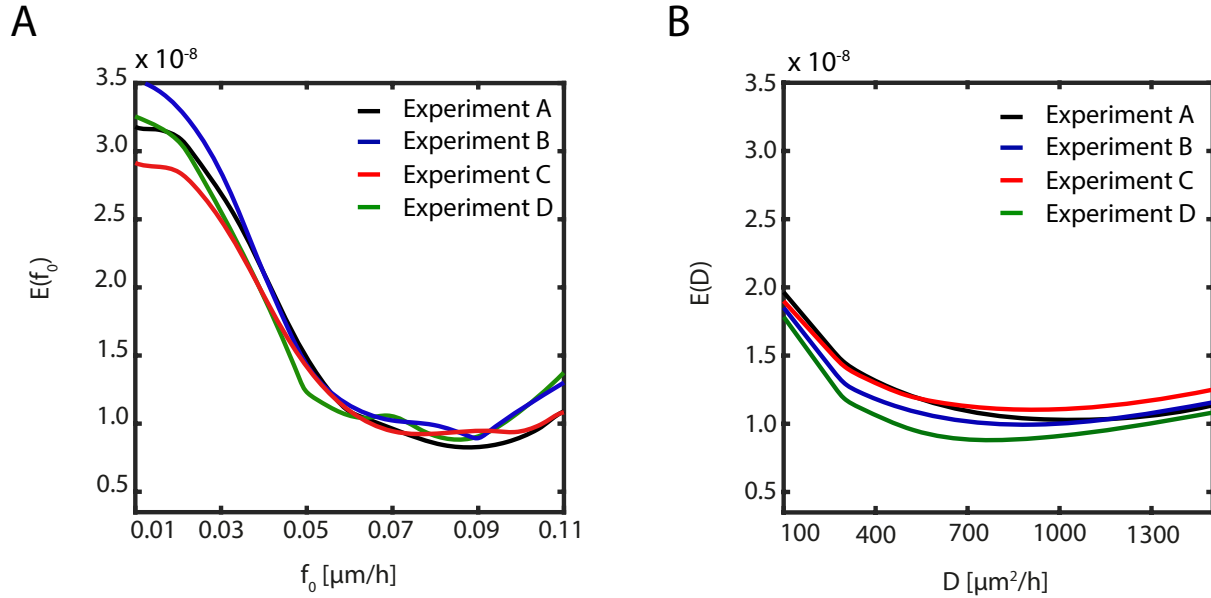 A
x 10⁻⁸
3.5
3.0
2.5
2.0
1.5
1.0
0.5
E(f₀)
Experiment A
Experiment B
Experiment C
Experiment D
0.01 0.03 0.05 0.07 0.09 0.11
f₀ [µm/h]
B
x 10⁻⁸
3.5
3.0
2.5
2.0
1.5
1.0
0.5
E(D)
Experiment A
Experiment B
Experiment C
Experiment D
100 400 700 1000 1300
D [µm²/h]